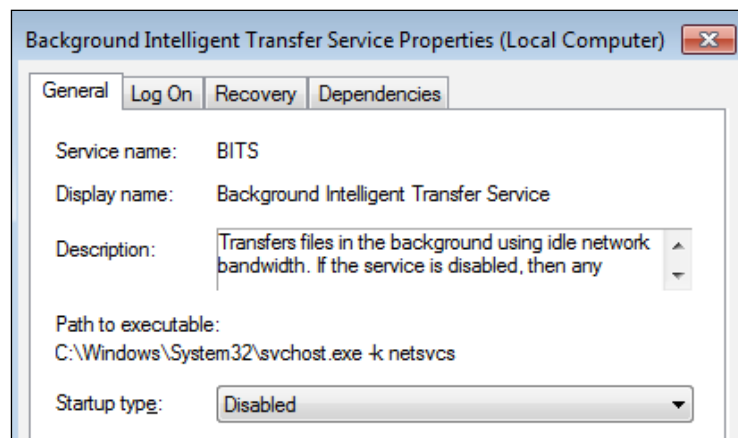 Background Intelligent Transfer Service Properties (Local Computer)
General Log On Recovery Dependencies
Service name: BITS
Display name: Background Intelligent Transfer Service
Description: Transfers files in the background using idle network
bandwidth. If the service is disabled, then any
Path to executable:
C:\Windows\System32\svchost.exe -k netsvcs
Startup type: Disabled